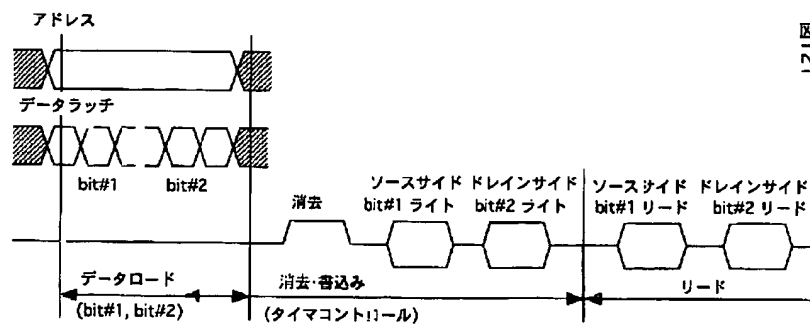 アドレス
データラッチ
bit#1 bit#2
消去
ソースサイド ドレインサイド
bit#1 ライト bit#2 ライト
ソースサイド ドレインサイド
bit#1 リード bit#2 リード
データロード
(bit#1, bit#2)
消去・書込み
(タイマコントロール)
リード
図